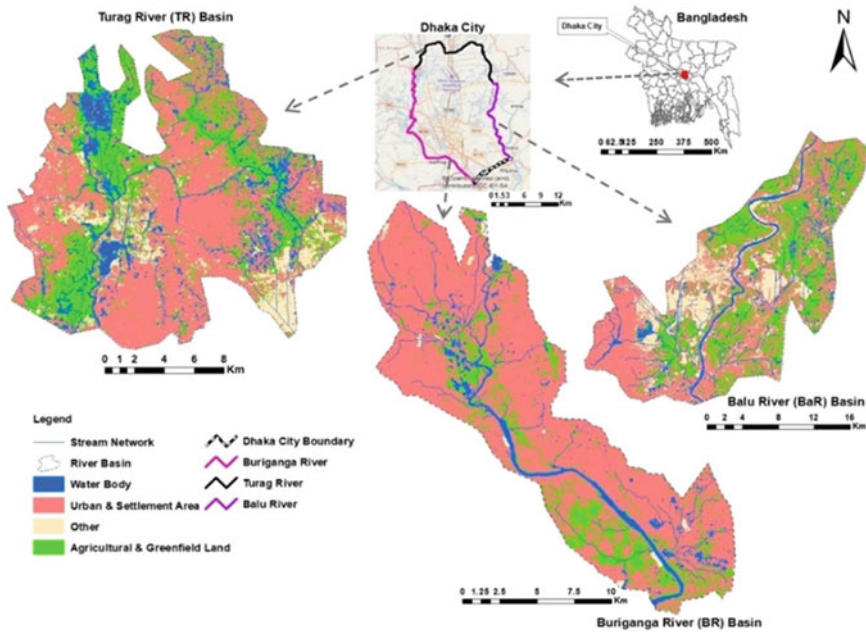 Turag River (TR) Basin
Dhaka City
Bangladesh
N
Dhaka City
0 62.5125 250 375 500
Km
0 1.53 6 9 12
Km
0 1 2 4 6 8
Km
Balu River (BaR) Basin
0 2 4 8 12 16
Km
Legend
Stream Network
River Basin
Water Body
Urban & Settlement Area
Other
Agricultural & Greenfield Land
Dhaka City Boundary
Buriganga River
Turag River
Balu River
0 1.25 2.5 5 7.5 10
Km
Buriganga River (BR) Basin